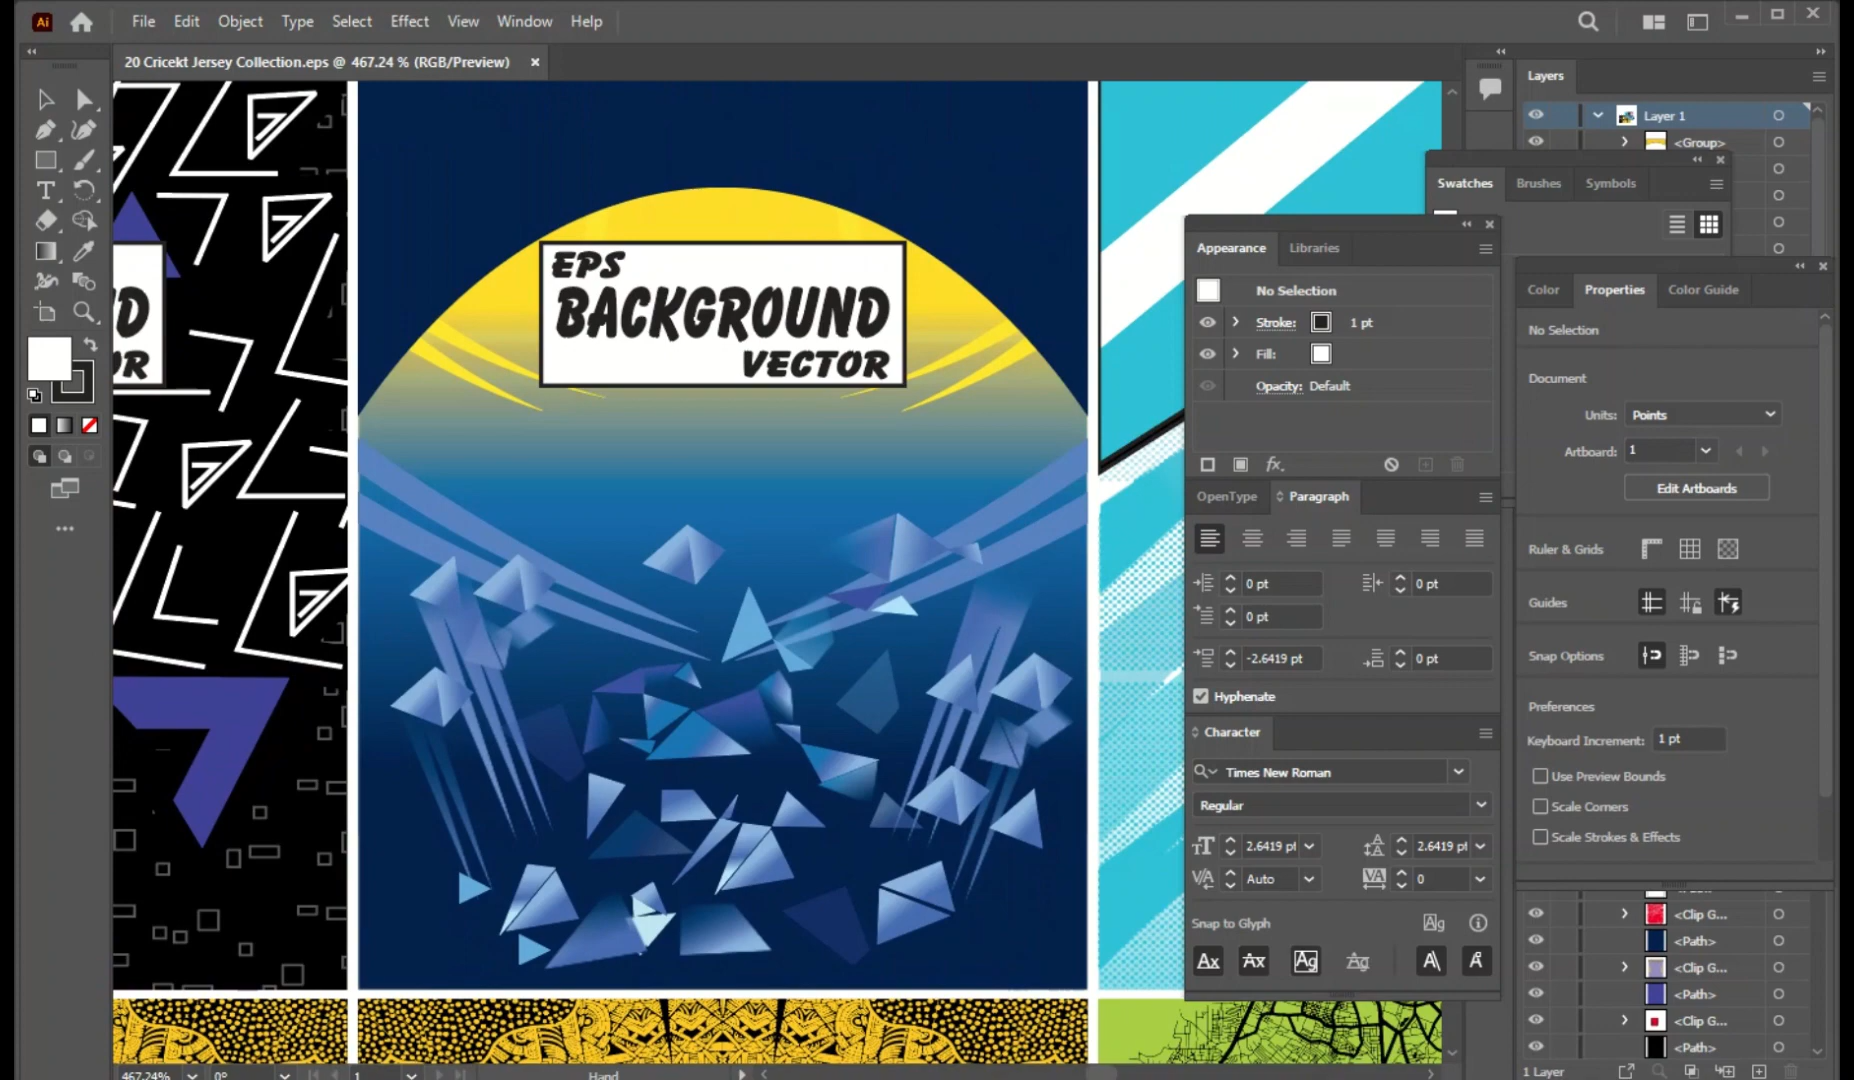 Ai File Edit Object Type Select Effect View Window Help
20 Cricekt Jersey Collection.eps @ 467.24 % (RGB/Preview) ×
Layers
Layer 1
<Group>
Swatches Brushes Symbols
Appearance Libraries
No Selection
Stroke: 1 pt
Fill:
Opacity: Default
fx.
Color Properties Color Guide
No Selection
Document
Units: Points
Artboard: 1
Edit Artboards
Ruler & Grids
Guides
Snap Options
Preferences
Keyboard Increment: 1 pt
Use Preview Bounds
Scale Corners
Scale Strokes & Effects
OpenType Paragraph
0 pt 0 pt
0 pt
-2.6419 pt 0 pt
Hyphenate
Character
Times New Roman
Regular
2.6419 pt 2.6419 pt
Auto 0
Snap to Glyph
EPS
BACKGROUND
VECTOR
ND
OR
<Clip G...
<Path>
<Clip G...
<Path>
<Clip G...
<Path>
1 Layer
467.24% 0° 1 Hand